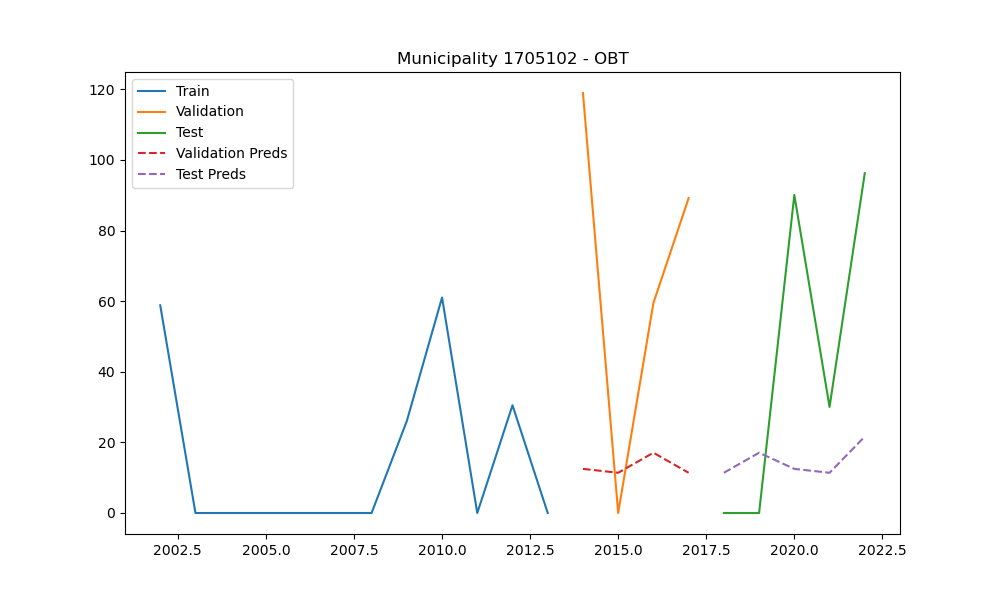 Municipality 1705102 - OBT
Train
Validation
Test
Validation Preds
Test Preds
120
100
80
60
40
20
0
2002.5 2005.0 2007.5 2010.0 2012.5 2015.0 2017.5 2020.0 2022.5